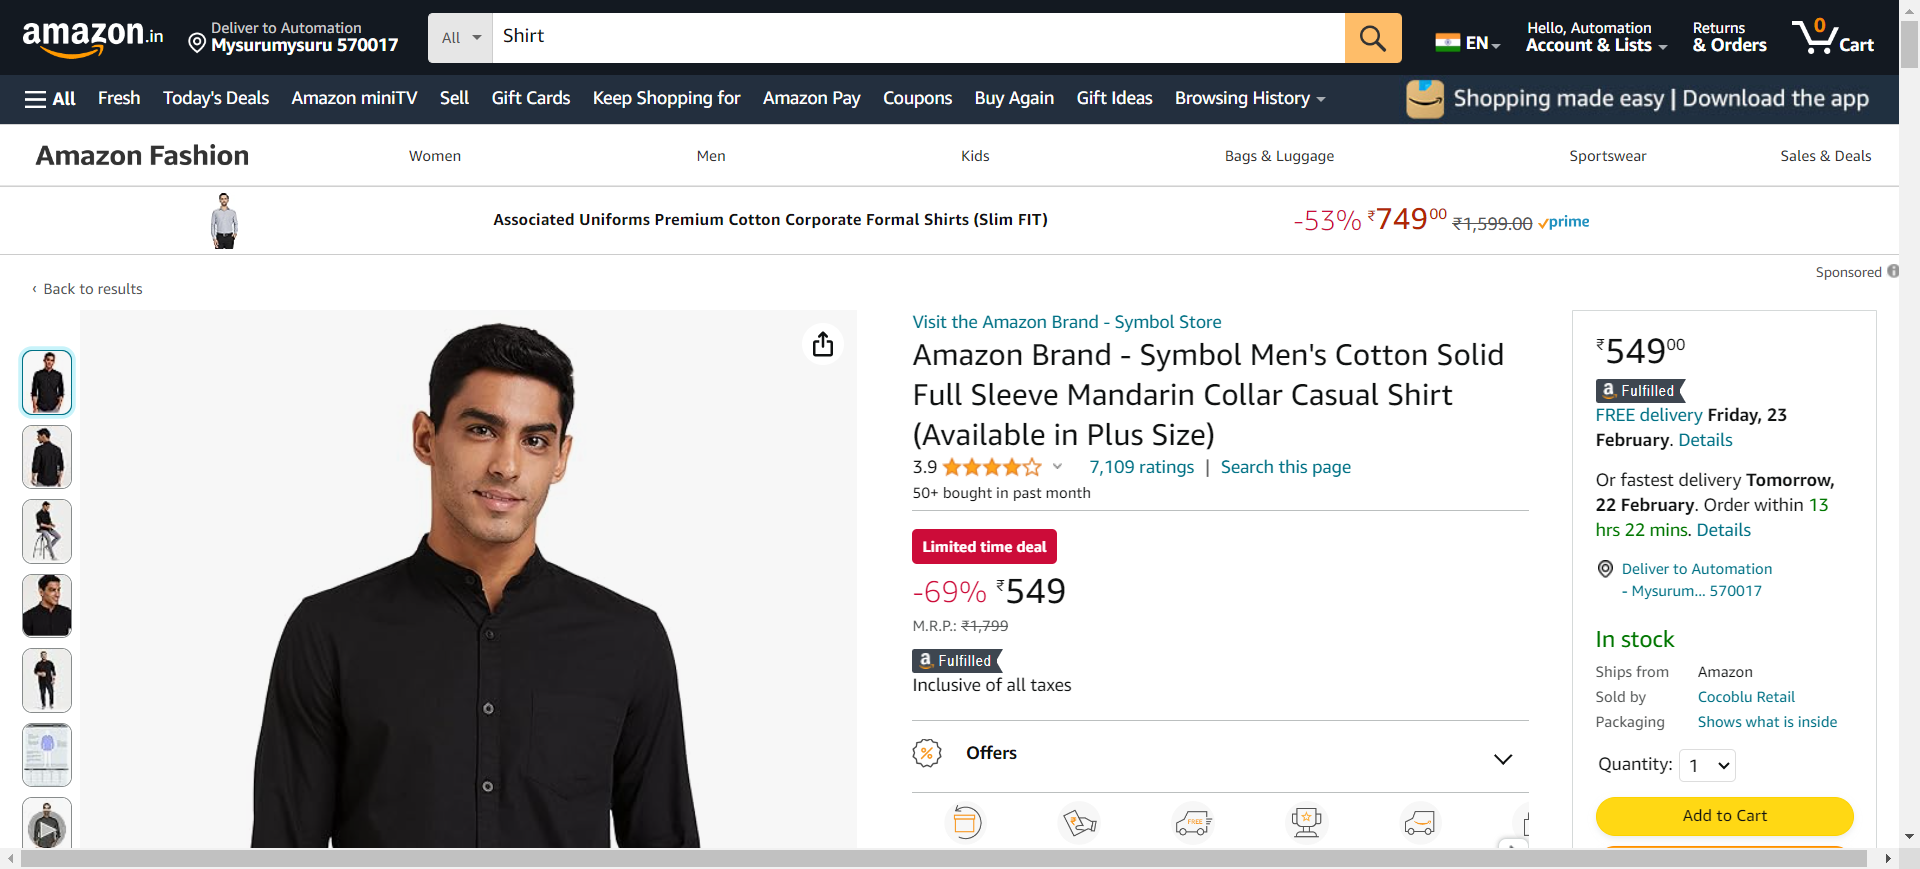 amazon.in
Deliver to Automation
Mysurumysuru 570017
All
Shirt
EN
Hello, Automation
Account & Lists
Returns
& Orders
0
Cart
All
Fresh
Today's Deals
Amazon miniTV
Sell
Gift Cards
Keep Shopping for
Amazon Pay
Coupons
Buy Again
Gift Ideas
Browsing History
Shopping made easy | Download the app
Amazon Fashion
Women
Men
Kids
Bags & Luggage
Sportswear
Sales & Deals
Associated Uniforms Premium Cotton Corporate Formal Shirts (Slim FIT)
-53% ₹74900 ₹1,599.00 prime
Sponsored
‹ Back to results
Visit the Amazon Brand - Symbol Store
Amazon Brand - Symbol Men's Cotton Solid
Full Sleeve Mandarin Collar Casual Shirt
(Available in Plus Size)
3.9
7,109 ratings | Search this page
50+ bought in past month
Limited time deal
-69% ₹549
M.R.P.: ₹1,799
a Fulfilled
Inclusive of all taxes
% Offers
FREE
₹54900
a Fulfilled
FREE delivery Friday, 23
February. Details
Or fastest delivery Tomorrow,
22 February. Order within 13
hrs 22 mins. Details
Deliver to Automation
- Mysurum... 570017
In stock
Ships from Amazon
Sold by Cocoblu Retail
Packaging Shows what is inside
Quantity: 1
Add to Cart